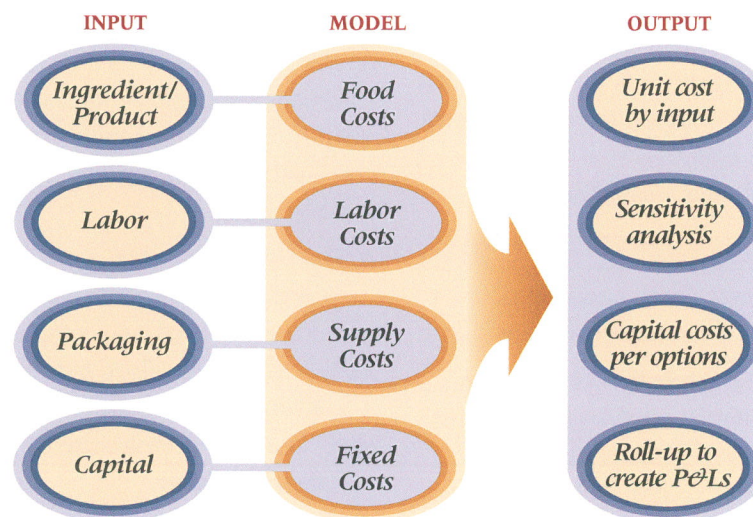 INPUT
MODEL
OUTPUT
Ingredient/
Product
Food
Costs
Unit cost
by input
Labor
Labor
Costs
Sensitivity
analysis
Packaging
Supply
Costs
Capital costs
per options
Capital
Fixed
Costs
Roll-up to
create P&Ls